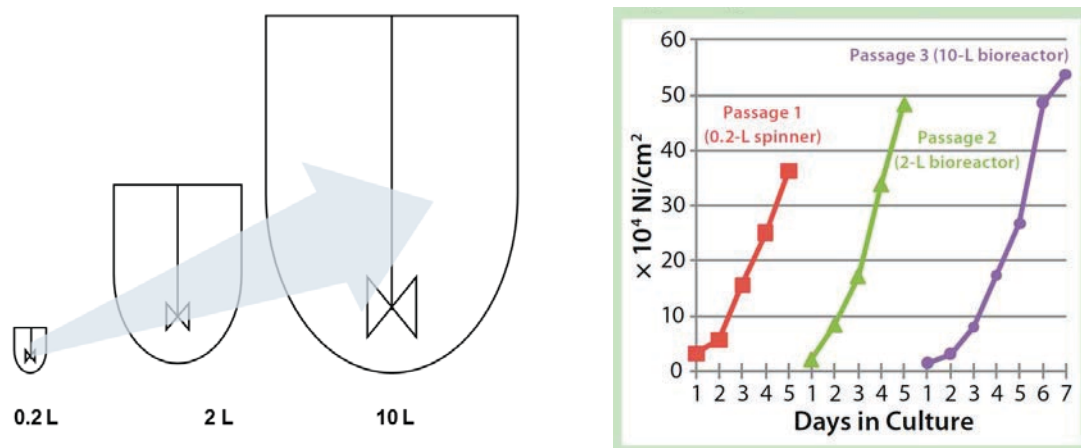 0.2 L
2 L
10 L
60
50
40
30
20
10
0
× 10⁴ Ni/cm²
Passage 1
(0.2-L spinner)
Passage 2
(2-L bioreactor)
Passage 3 (10-L bioreactor)
1 2 3 4 5 1 2 3 4 5 1 2 3 4 5 6 7
Days in Culture